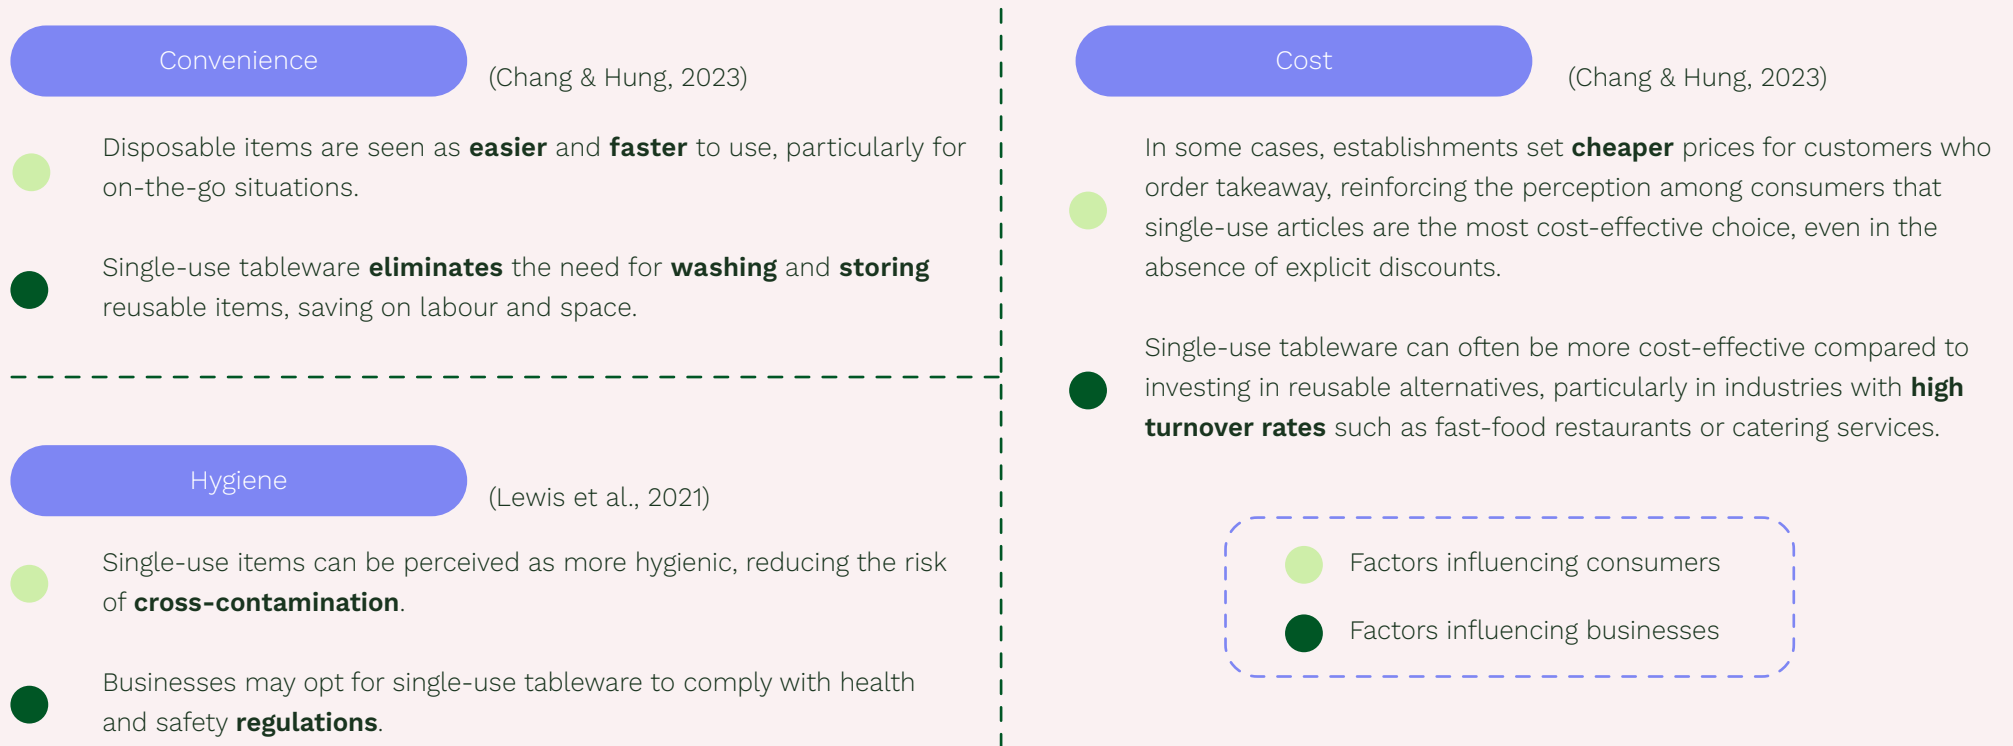 Convenience
(Chang & Hung, 2023)
Disposable items are seen as easier and faster to use, particularly for
on-the-go situations.
Single-use tableware eliminates the need for washing and storing
reusable items, saving on labour and space.
Hygiene
(Lewis et al., 2021)
Single-use items can be perceived as more hygienic, reducing the risk
of cross-contamination.
Businesses may opt for single-use tableware to comply with health
and safety regulations.
Cost
(Chang & Hung, 2023)
In some cases, establishments set cheaper prices for customers who
order takeaway, reinforcing the perception among consumers that
single-use articles are the most cost-effective choice, even in the
absence of explicit discounts.
Single-use tableware can often be more cost-effective compared to
investing in reusable alternatives, particularly in industries with high
turnover rates such as fast-food restaurants or catering services.
Factors influencing consumers
Factors influencing businesses